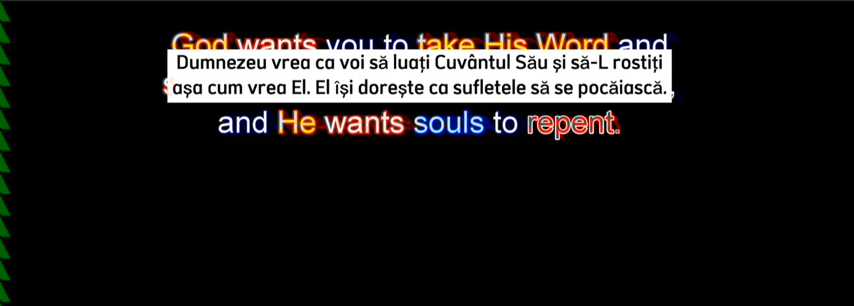 God wants you to take His Word and
Dumnezeu vrea ca voi să luați Cuvântul Său și să-L rostiți
așa cum vrea El. El își dorește ca sufletele să se pocăiască.
and He wants souls to repent.